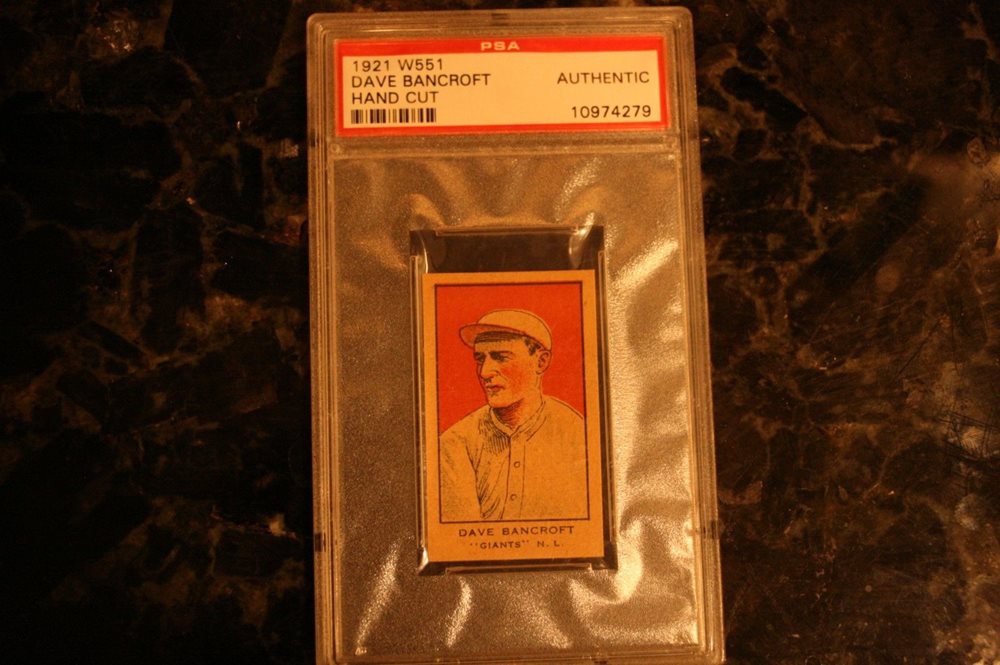 PSA
1921 W551
DAVE BANCROFT AUTHENTIC
HAND CUT
10974279
DAVE BANCROFT
"GIANTS" N. L.